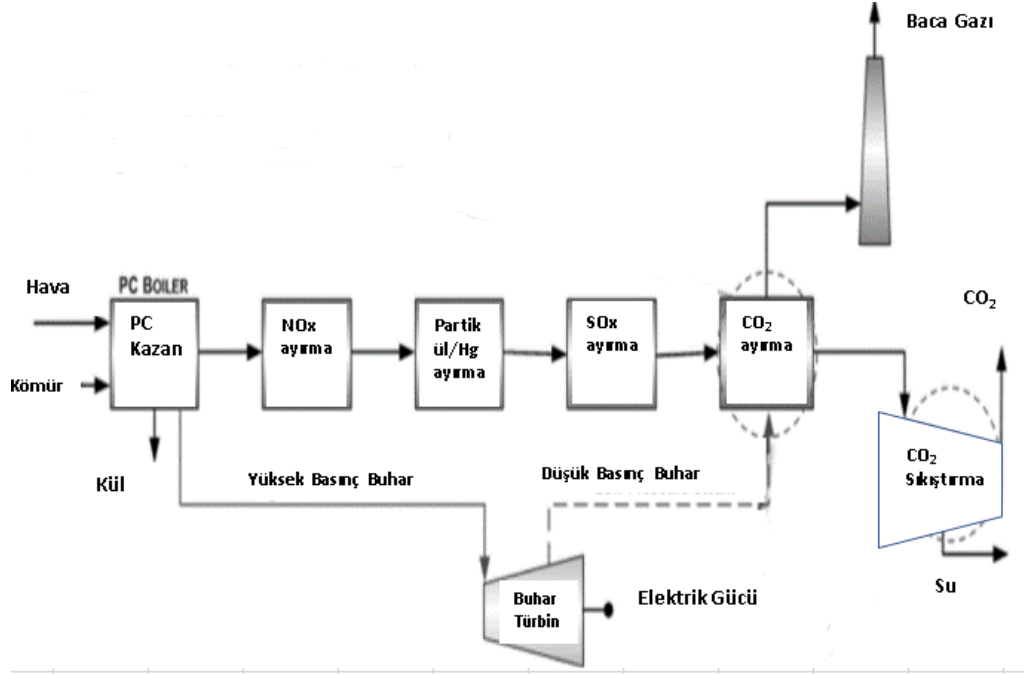 Baca Gazı
Hava
PC BOILER
CO₂
PC
Kazan
NOx
ayırma
Partik
ül/Hg
ayırma
SOx
ayırma
CO₂
ayırma
Kömür
Kül
Yüksek Basınç Buhar
Düşük Basınç Buhar
CO₂
Sıkıştırma
Su
Buhar
Türbin
Elektrik Gücü